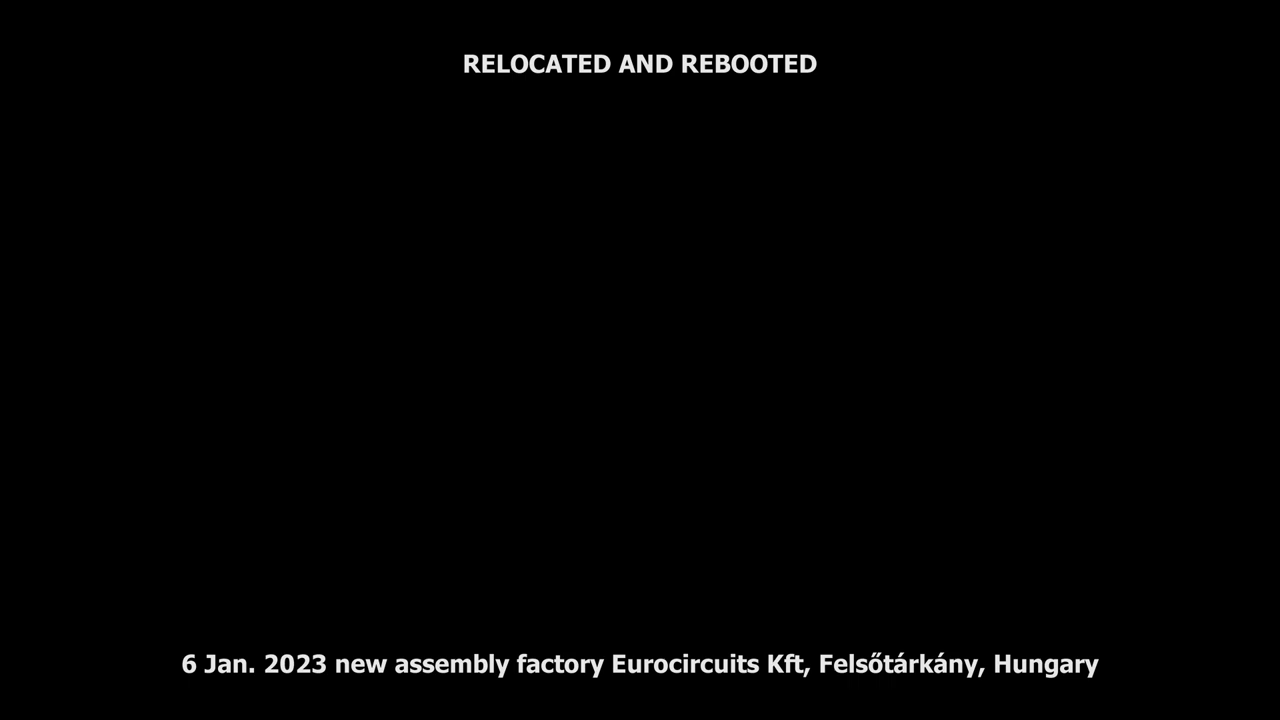 RELOCATED AND REBOOTED
6 Jan. 2023 new assembly factory Eurocircuits Kft, Felsőtárkány, Hungary